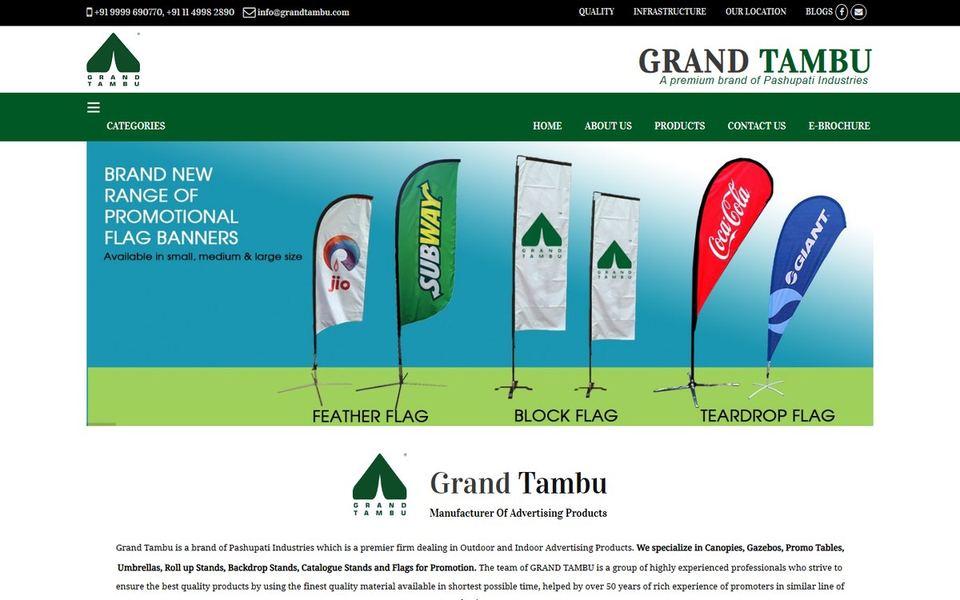 +91 9999 690770, +91 11 4998 2890 info@grandtambu.com QUALITY INFRASTRUCTURE OUR LOCATION BLOGS
GRAND
TAMBU
GRAND TAMBU
A premium brand of Pashupati Industries
CATEGORIES HOME ABOUT US PRODUCTS CONTACT US E-BROCHURE
BRAND NEW
RANGE OF
PROMOTIONAL
FLAG BANNERS
Available in small, medium & large size
jio
SUBWAY
GRAND
TAMBU
GRAND
TAMBU
Coca-Cola
GIANT
FEATHER FLAG BLOCK FLAG TEARDROP FLAG
GRAND
TAMBU
Grand Tambu
Manufacturer Of Advertising Products
Grand Tambu is a brand of Pashupati Industries which is a premier firm dealing in Outdoor and Indoor Advertising Products. We specialize in Canopies, Gazebos, Promo Tables,
Umbrellas, Roll up Stands, Backdrop Stands, Catalogue Stands and Flags for Promotion. The team of GRAND TAMBU is a group of highly experienced professionals who strive to
ensure the best quality products by using the finest quality material available in shortest possible time, helped by over 50 years of rich experience of promoters in similar line of